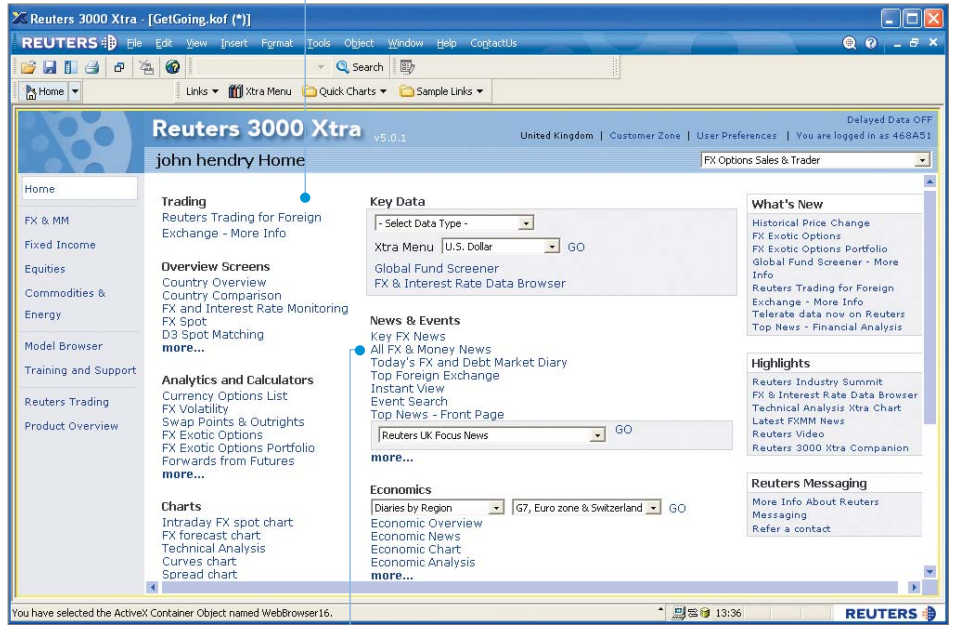 Reuters 3000 Xtra - [GetGoing.kof (*)]
REUTERS File Edit View Insert Format Tools Object Window Help ContactUs
Search
Home Links Xtra Menu Quick Charts Sample Links
Delayed Data OFF
Reuters 3000 Xtra v5.0.1 United Kingdom | Customer Zone | User Preferences | You are logged in as 468A51
john hendry Home FX Options Sales & Trader
Home
FX & MM
Fixed Income
Equities
Commodities &
Energy
Model Browser
Training and Support
Reuters Trading
Product Overview
Trading
Reuters Trading for Foreign
Exchange - More Info
Overview Screens
Country Overview
Country Comparison
FX and Interest Rate Monitoring
FX Spot
D3 Spot Matching
more...
Analytics and Calculators
Currency Options List
FX Volatility
Swap Points & Outrights
FX Exotic Options
FX Exotic Options Portfolio
Forwards from Futures
more...
Charts
Intraday FX spot chart
FX forecast chart
Technical Analysis
Curves chart
Spread chart
Key Data
- Select Data Type -
Xtra Menu U.S. Dollar GO
Global Fund Screener
FX & Interest Rate Data Browser
News & Events
Key FX News
All FX & Money News
Today's FX and Debt Market Diary
Top Foreign Exchange
Instant View
Event Search
Top News - Front Page
Reuters UK Focus News GO
more...
Economics
Diaries by Region G7, Euro zone & Switzerland GO
Economic Overview
Economic News
Economic Chart
Economic Analysis
more...
What's New
Historical Price Change
FX Exotic Options
FX Exotic Options Portfolio
Global Fund Screener - More
Info
Reuters Trading for Foreign
Exchange - More Info
Telerate data now on Reuters
Top News - Financial Analysis
Highlights
Reuters Industry Summit
FX & Interest Rate Data Browser
Technical Analysis Xtra Chart
Latest FXMM News
Reuters Video
Reuters 3000 Xtra Companion
Reuters Messaging
More Info About Reuters
Messaging
Refer a contact
You have selected the ActiveX Container Object named WebBrowser16. 13:36 REUTERS